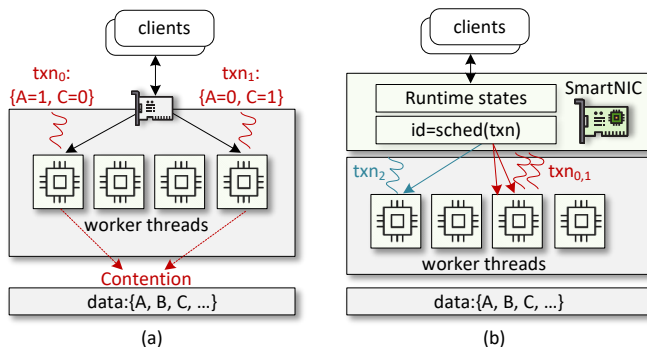 clients
txn0:
{A=1, C=0}
txn1:
{A=0, C=1}
worker threads
Contention
data:{A, B, C, ...}
(a)
clients
SmartNIC
Runtime states
id=sched(txn)
txn2
txn0,1
worker threads
data:{A, B, C, ...}
(b)